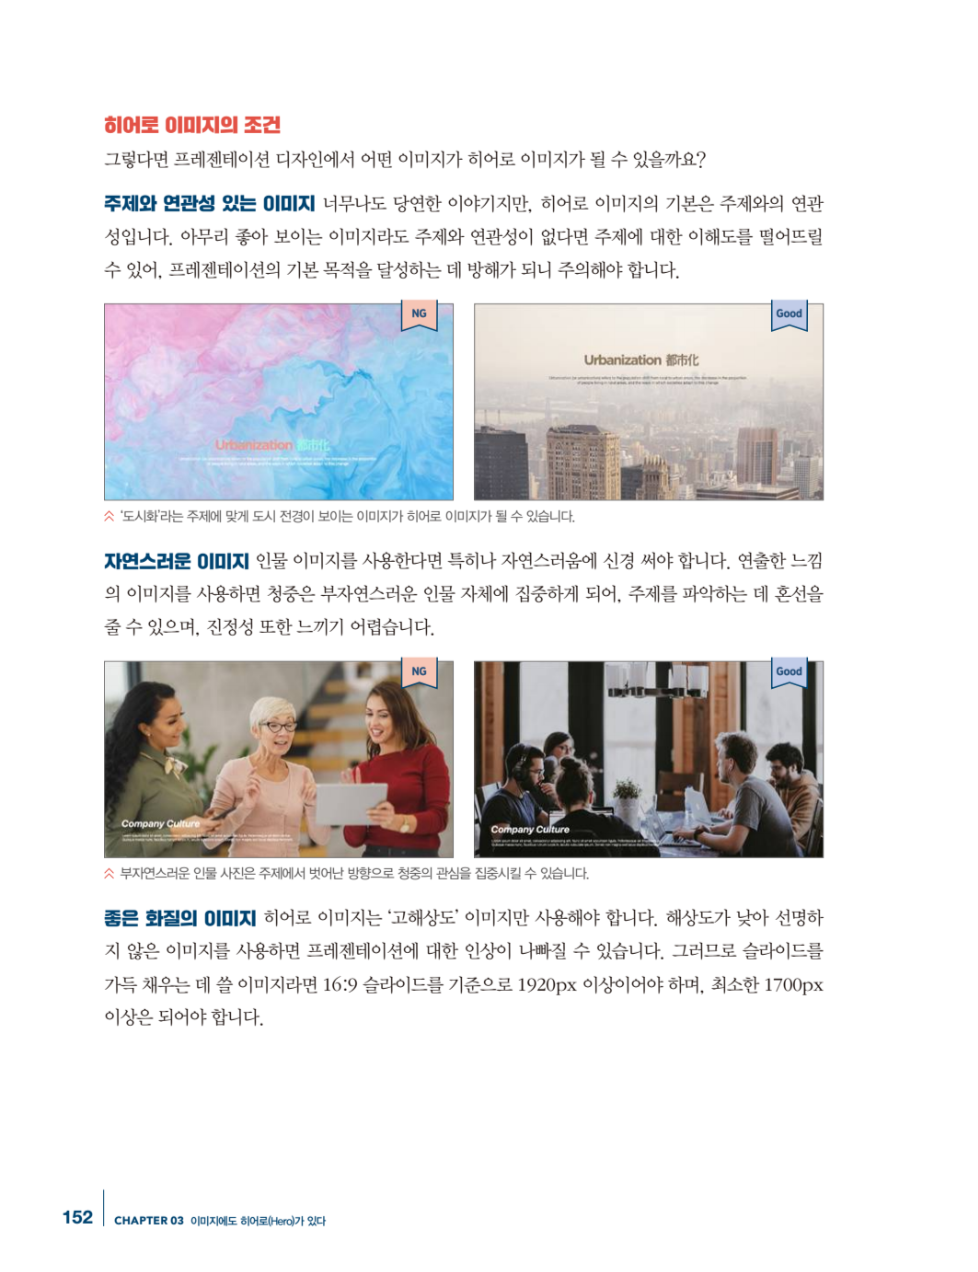 히어로 이미지의 조건
그렇다면 프레젠테이션 디자인에서 어떤 이미지가 히어로 이미지가 될 수 있을까요?
주제와 연관성 있는 이미지 너무나도 당연한 이야기지만, 히어로 이미지의 기본은 주제와의 연관
성입니다. 아무리 좋아 보이는 이미지라도 주제와 연관성이 없다면 주제에 대한 이해도를 떨어뜨릴
수 있어, 프레젠테이션의 기본 목적을 달성하는 데 방해가 되니 주의해야 합니다.
NG
Urbanization 都市化
Good
Urbanization 都市化
'도시화'라는 주제에 맞게 도시 전경이 보이는 이미지가 히어로 이미지가 될 수 있습니다.
자연스러운 이미지 인물 이미지를 사용한다면 특히나 자연스러움에 신경 써야 합니다. 연출한 느낌
의 이미지를 사용하면 청중은 부자연스러운 인물 자체에 집중하게 되어, 주제를 파악하는 데 혼선을
줄 수 있으며, 진정성 또한 느끼기 어렵습니다.
NG
Company Culture
Good
Company Culture
부자연스러운 인물 사진은 주제에서 벗어난 방향으로 청중의 관심을 집중시킬 수 있습니다.
좋은 화질의 이미지 히어로 이미지는 '고해상도' 이미지만 사용해야 합니다. 해상도가 낮아 선명하
지 않은 이미지를 사용하면 프레젠테이션에 대한 인상이 나빠질 수 있습니다. 그러므로 슬라이드를
가득 채우는 데 쓸 이미지라면 16:9 슬라이드를 기준으로 1920px 이상이어야 하며, 최소한 1700px
이상은 되어야 합니다.
152 CHAPTER 03 이미지에도 히어로(Hero)가 있다